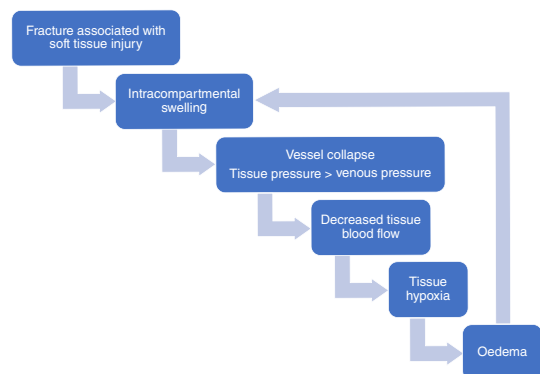 Fracture associated with
soft tissue injury
Intracompartmental
swelling
Vessel collapse
Tissue pressure > venous pressure
Decreased tissue
blood flow
Tissue
hypoxia
Oedema